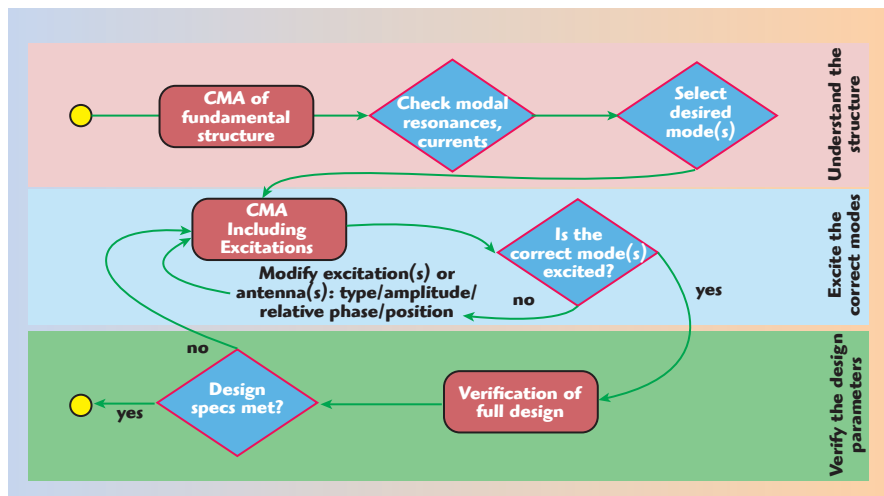 CMA of
fundamental
structure
Check modal
resonances,
currents
Select
desired
mode(s)
Understand the
structure
CMA
Including
Excitations
Is the
correct mode(s)
excited?
Modify excitation(s) or
antenna(s): type/amplitude/
relative phase/position
no
yes
Excite the
correct modes
no
Design
specs met?
yes
Verification of
full design
Verify the design
parameters